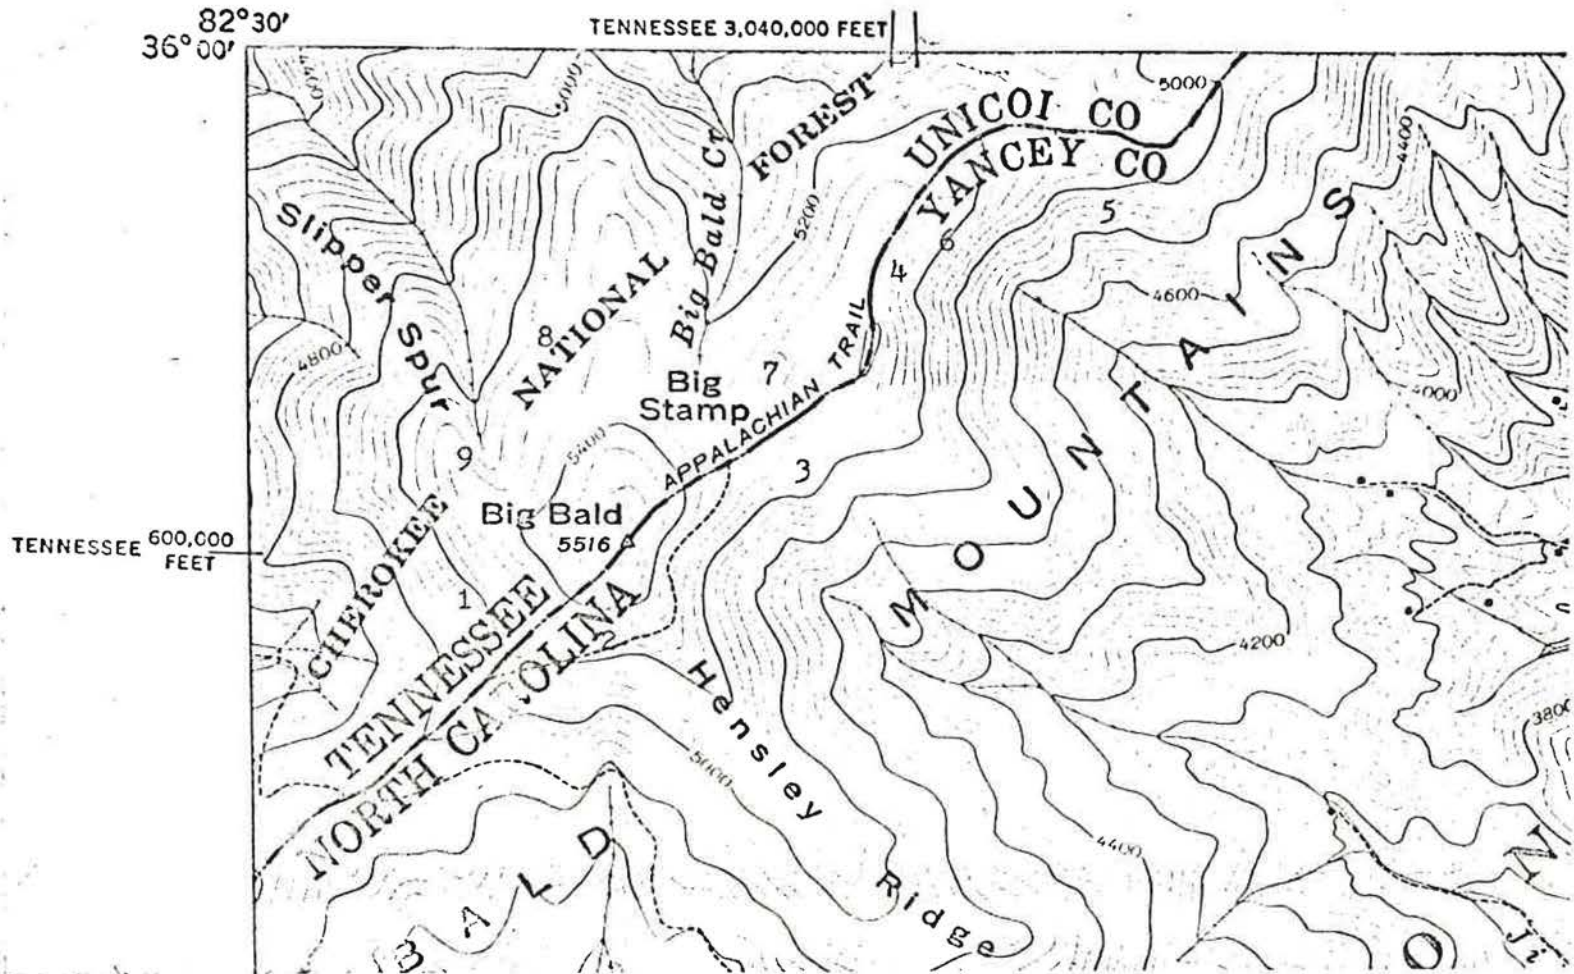 82°30'
36°00'
TENNESSEE 3,040,000 FEET
4400
5000
5000
UNICOI CO
YANCEY CO
FOREST
4400
Big Bald Cr
5200
Slipper Spur
5
6
4
4600
NATIONAL
8
4800
7
Big
Stamp
APPALACHIAN TRAIL
4000
9
5400
3
Big Bald
5516
TENNESSEE 600,000
FEET
CHEROKEE
1
TENNESSEE
NORTH CAROLINA
4200
Hensley Ridge
3800
5000
4400
BALD
MOUNTAINS
N
O